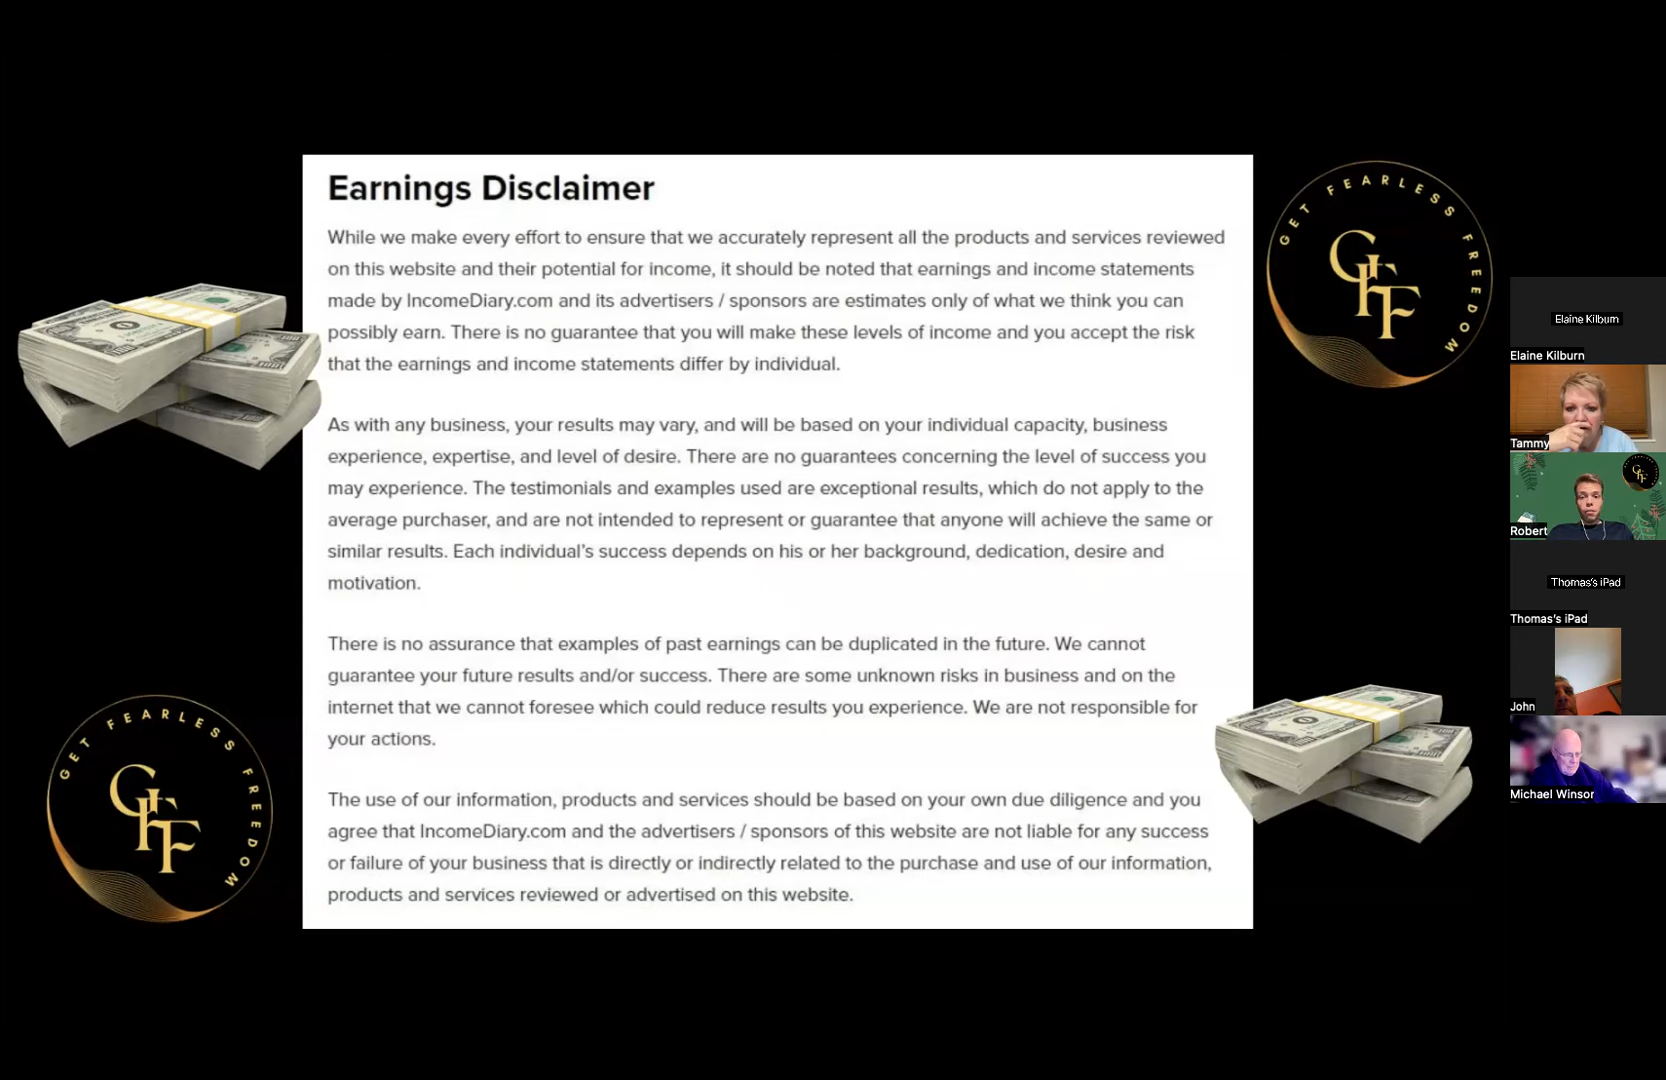 Earnings Disclaimer
While we make every effort to ensure that we accurately represent all the products and services reviewed
on this website and their potential for income, it should be noted that earnings and income statements
made by IncomeDiary.com and its advertisers / sponsors are estimates only of what we think you can
possibly earn. There is no guarantee that you will make these levels of income and you accept the risk
that the earnings and income statements differ by individual.
As with any business, your results may vary, and will be based on your individual capacity, business
experience, expertise, and level of desire. There are no guarantees concerning the level of success you
may experience. The testimonials and examples used are exceptional results, which do not apply to the
average purchaser, and are not intended to represent or guarantee that anyone will achieve the same or
similar results. Each individual's success depends on his or her background, dedication, desire and
motivation.
There is no assurance that examples of past earnings can be duplicated in the future. We cannot
guarantee your future results and/or success. There are some unknown risks in business and on the
internet that we cannot foresee which could reduce results you experience. We are not responsible for
your actions.
The use of our information, products and services should be based on your own due diligence and you
agree that IncomeDiary.com and the advertisers / sponsors of this website are not liable for any success
or failure of your business that is directly or indirectly related to the purchase and use of our information,
products and services reviewed or advertised on this website.
GET FEARLESS FREEDOM
GFF
GET FEARLESS FREEDOM
GFF
Elaine Kilburn
Elaine Kilburn
Tammy
Robert
Thomas's iPad
Thomas's iPad
John
Michael Winsor